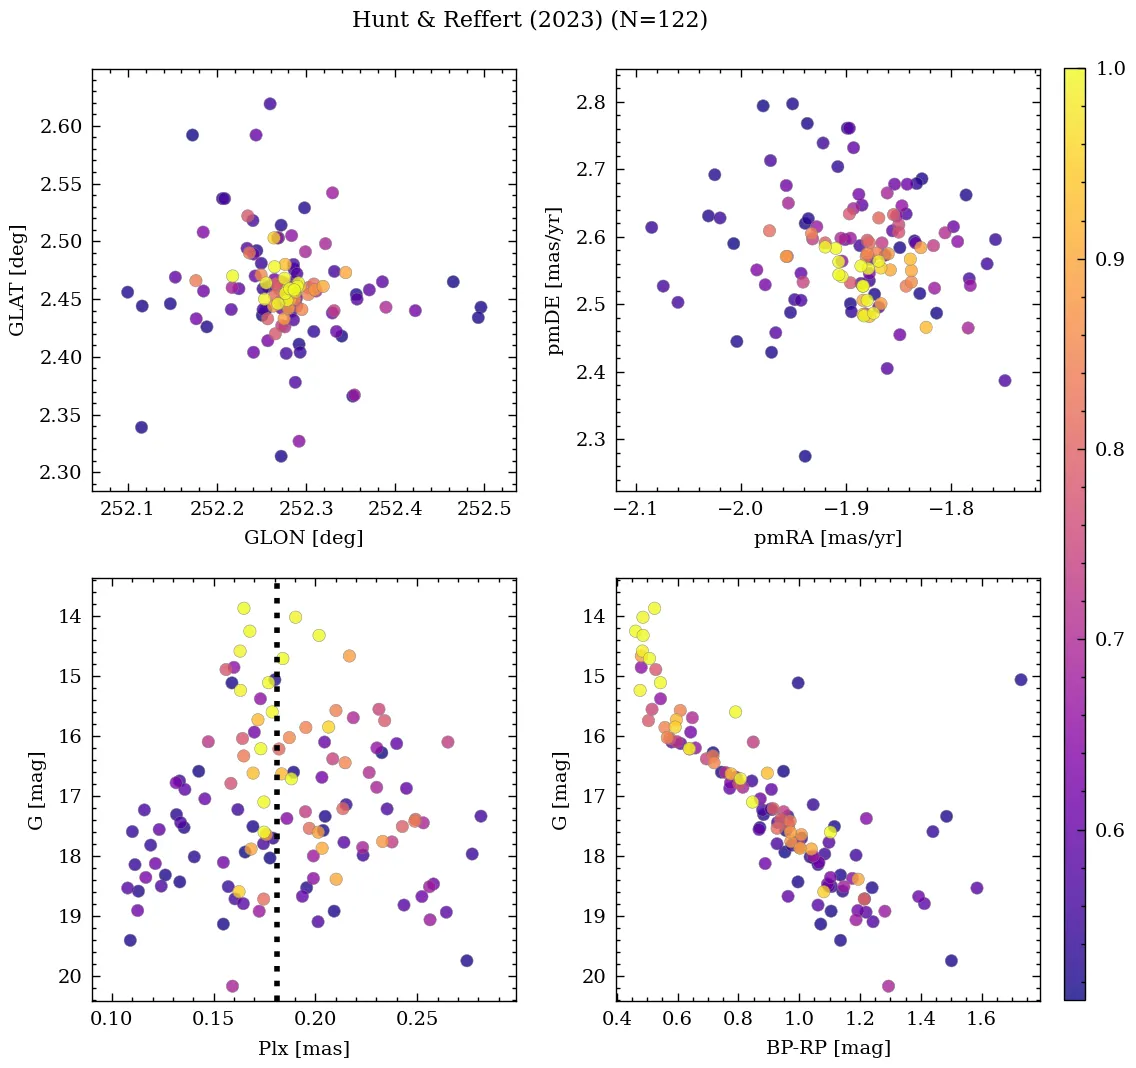 Hunt & Reffert (2023) (N=122)
2.60
2.55
2.50
2.45
2.40
2.35
2.30
GLAT [deg]
252.1 252.2 252.3 252.4 252.5
GLON [deg]
2.8
2.7
2.6
2.5
2.4
2.3
pmDE [mas/yr]
−2.1 −2.0 −1.9 −1.8
pmRA [mas/yr]
14
15
16
17
18
19
20
G [mag]
0.10 0.15 0.20 0.25
Plx [mas]
14
15
16
17
18
19
20
G [mag]
0.4 0.6 0.8 1.0 1.2 1.4 1.6
BP-RP [mag]
1.0
0.9
0.8
0.7
0.6